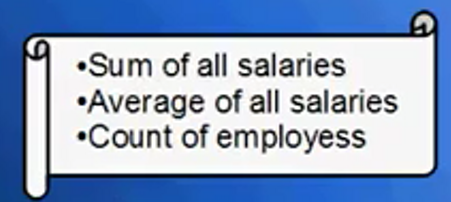 •Sum of all salaries
•Average of all salaries
•Count of employess